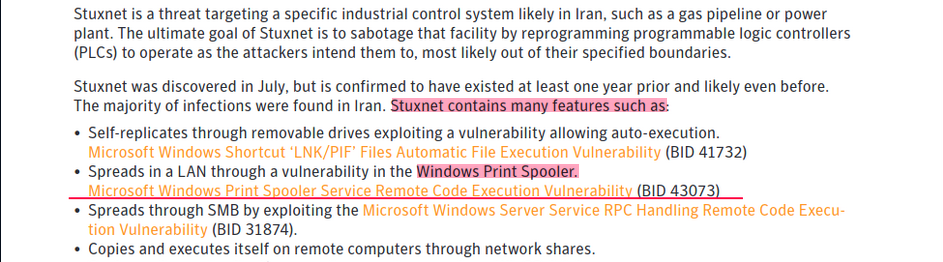 Stuxnet is a threat targeting a specific industrial control system likely in Iran, such as a gas pipeline or power
plant. The ultimate goal of Stuxnet is to sabotage that facility by reprogramming programmable logic controllers
(PLCs) to operate as the attackers intend them to, most likely out of their specified boundaries.
Stuxnet was discovered in July, but is confirmed to have existed at least one year prior and likely even before.
The majority of infections were found in Iran. Stuxnet contains many features such as:
• Self-replicates through removable drives exploiting a vulnerability allowing auto-execution.
Microsoft Windows Shortcut ‘LNK/PIF’ Files Automatic File Execution Vulnerability (BID 41732)
• Spreads in a LAN through a vulnerability in the Windows Print Spooler.
Microsoft Windows Print Spooler Service Remote Code Execution Vulnerability (BID 43073)
• Spreads through SMB by exploiting the Microsoft Windows Server Service RPC Handling Remote Code Execu-
tion Vulnerability (BID 31874).
• Copies and executes itself on remote computers through network shares.